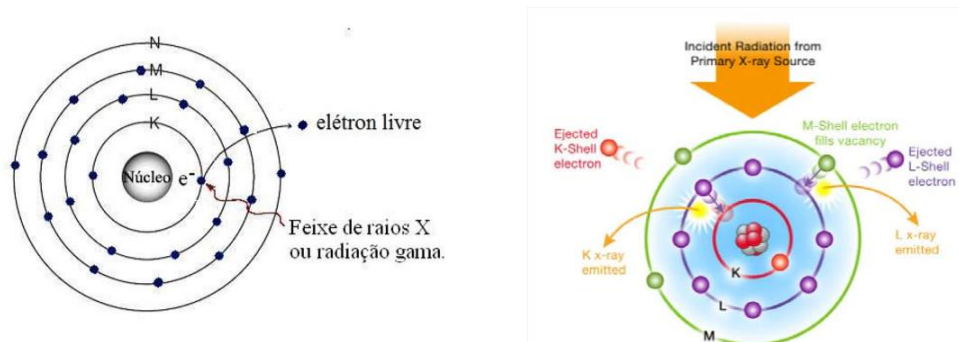 N
M
L
K
Núcleo
e-
elétron livre
Feixe de raios X
ou radiação gama.
Incident Radiation from
Primary X-ray Source
Ejected
K-Shell
electron
M-Shell electron
fills vacancy
Ejected
L-Shell
electron
K x-ray
emitted
L x-ray
emitted
K
L
M